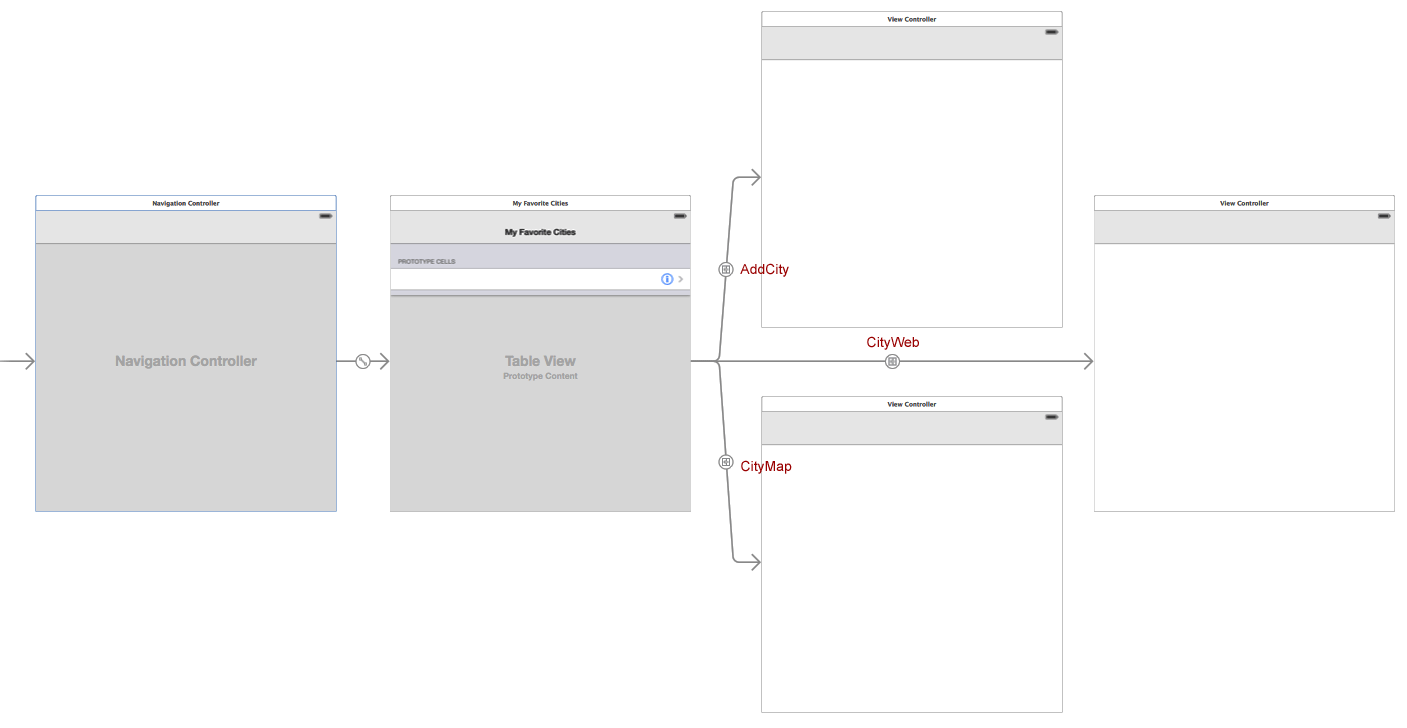 View Controller
Navigation Controller
My Favorite Cities
View Controller
My Favorite Cities
PROTOTYPE CELLS
AddCity
CityWeb
Navigation Controller
Table View
Prototype Content
View Controller
CityMap